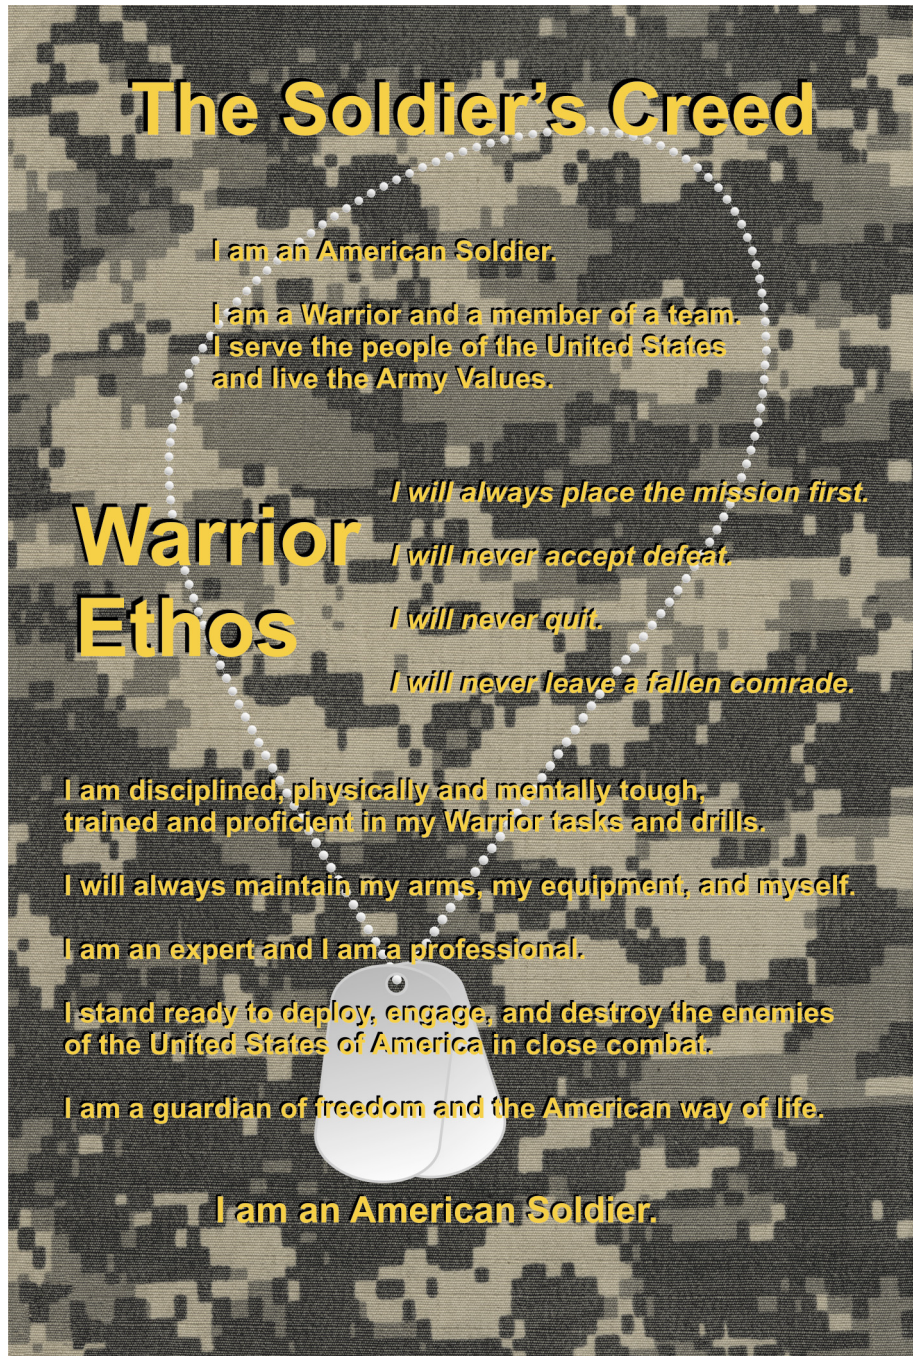 The Soldier’s Creed
I am an American Soldier.
I am a Warrior and a member of a team.
I serve the people of the United States
and live the Army Values.
Warrior
Ethos
I will always place the mission first.
I will never accept defeat.
I will never quit.
I will never leave a fallen comrade.
I am disciplined, physically and mentally tough,
trained and proficient in my Warrior tasks and drills.
I will always maintain my arms, my equipment, and myself.
I am an expert and I am a professional.
I stand ready to deploy, engage, and destroy the enemies
of the United States of America in close combat.
I am a guardian of freedom and the American way of life.
I am an American Soldier.